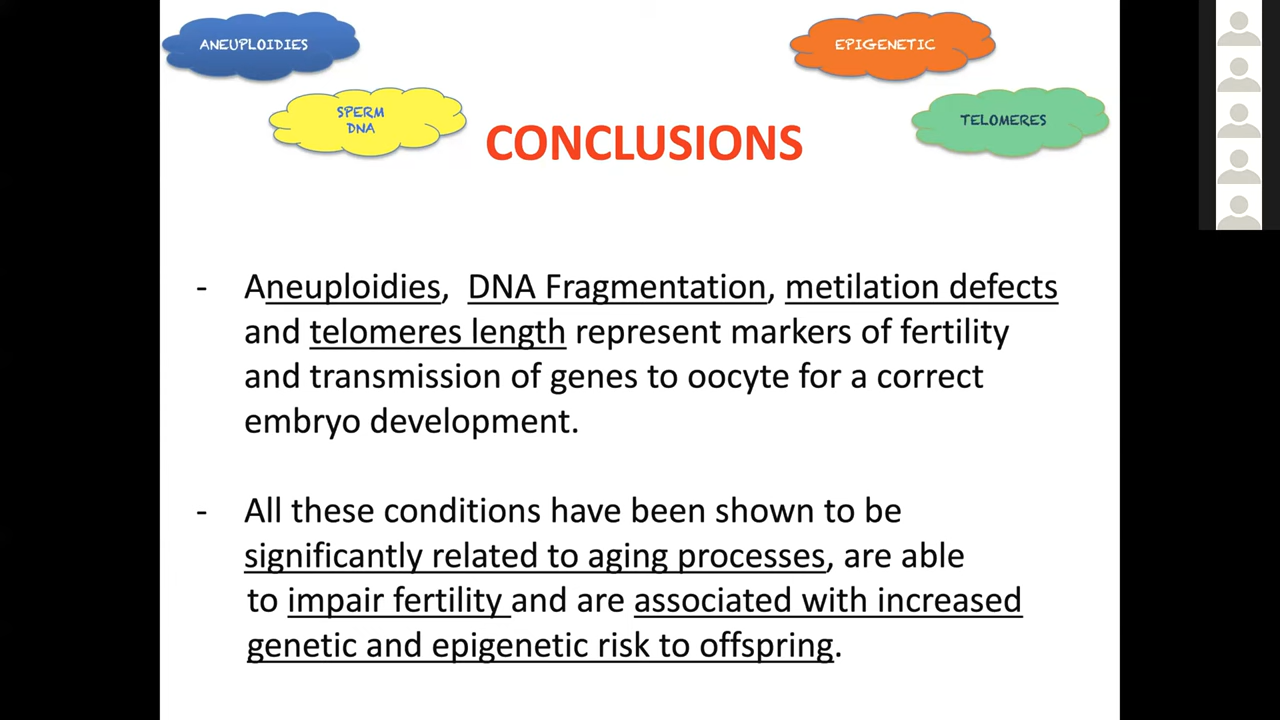 ANEUPLOIDIES
EPIGENETIC
SPERM
DNA
TELOMERES
CONCLUSIONS
- Aneuploidies, DNA Fragmentation, metilation defects
and telomeres length represent markers of fertility
and transmission of genes to oocyte for a correct
embryo development.
- All these conditions have been shown to be
significantly related to aging processes, are able
to impair fertility and are associated with increased
genetic and epigenetic risk to offspring.